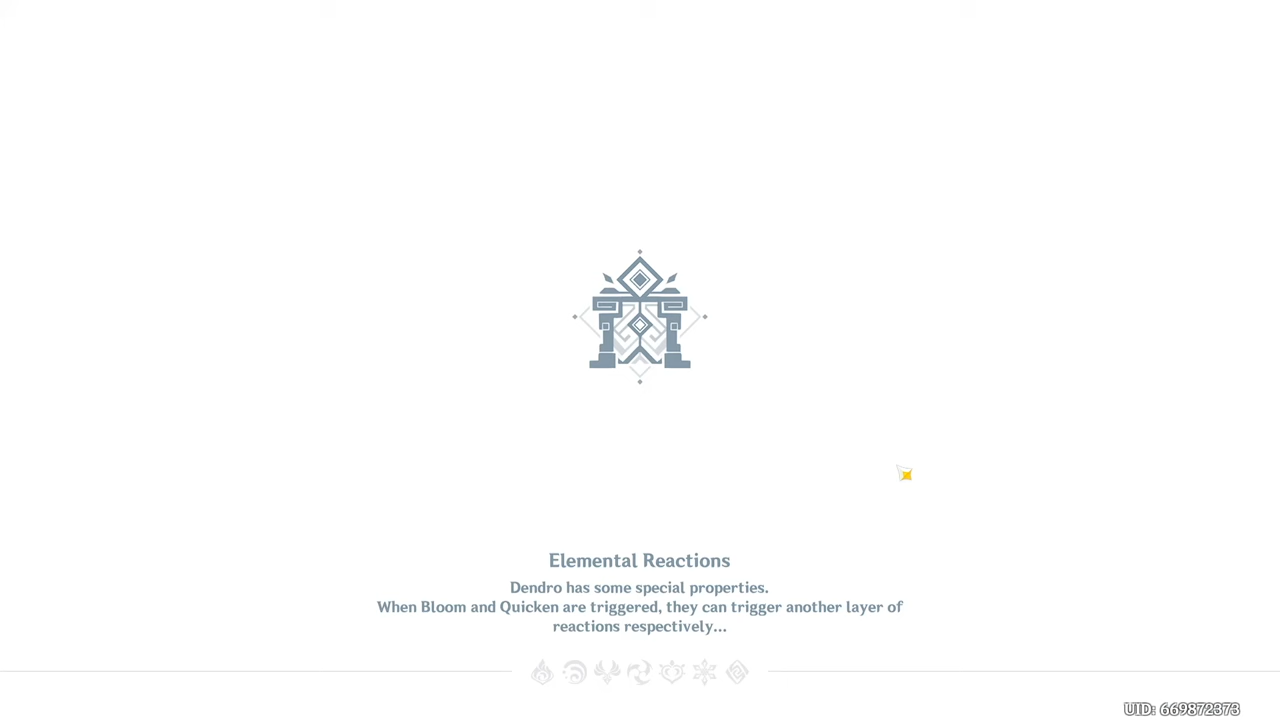 Elemental Reactions
Dendro has some special properties.
When Bloom and Quicken are triggered, they can trigger another layer of
reactions respectively...
UID: 669872373